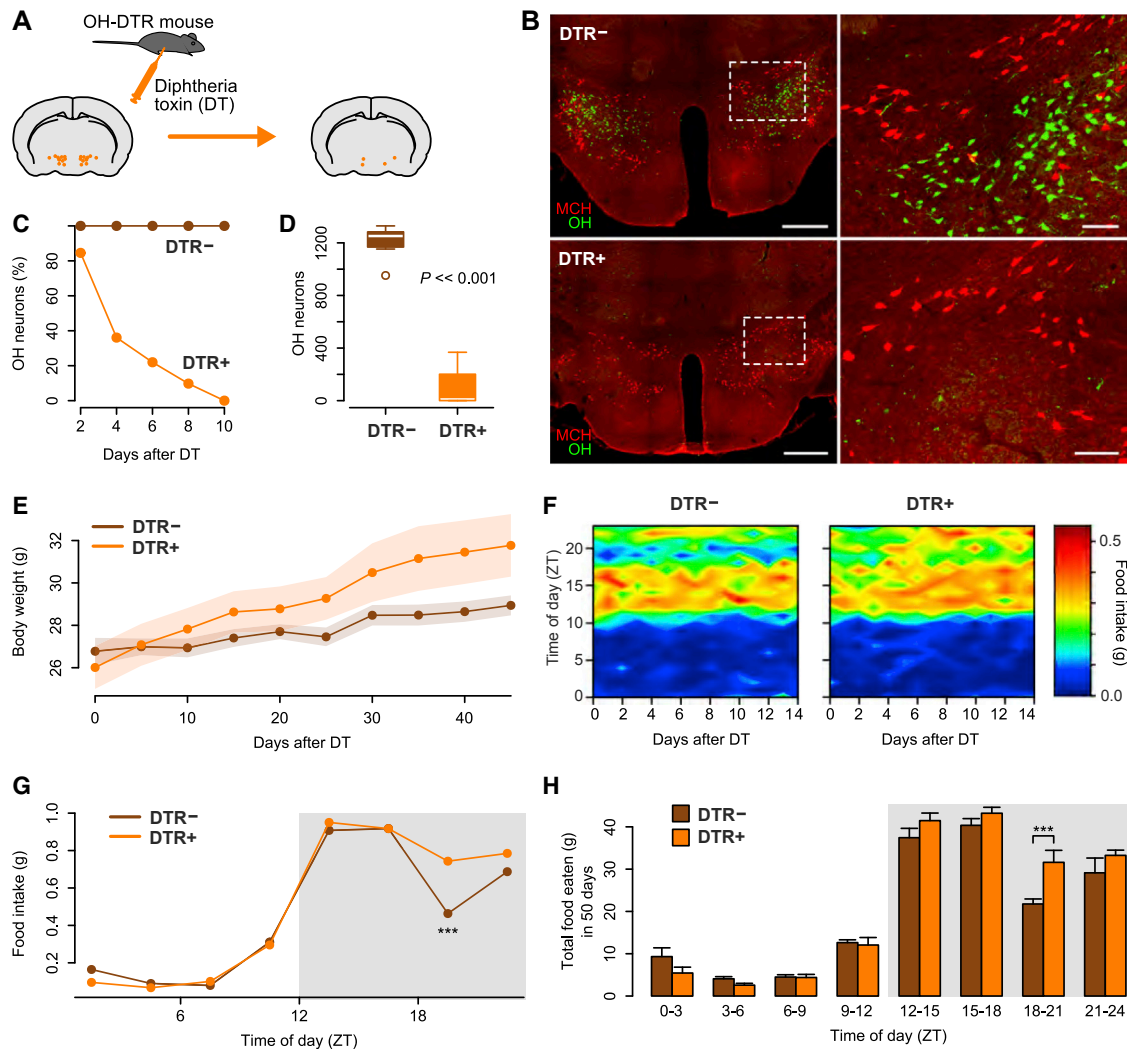 A
OH-DTR mouse
Diphtheria
toxin (DT)
B
DTR−
MCH
OH
DTR+
MCH
OH
C
OH neurons (%)
80
60
40
20
0
DTR−
DTR+
2 4 6 8 10
Days after DT
D
OH neurons
1200
800
400
0
P << 0.001
DTR− DTR+
E
DTR−
DTR+
Body weight (g)
32
30
28
26
0 10 20 30 40
Days after DT
F
DTR− DTR+
Time of day (ZT)
20
15
10
5
0
0 2 4 6 8 10 12 14
Days after DT
0 2 4 6 8 10 12 14
Days after DT
0.5
0.0
Food intake (g)
G
DTR−
DTR+
Food intake (g)
1.0
0.8
0.6
0.4
0.2
***
6 12 18
Time of day (ZT)
H
DTR−
DTR+
Total food eaten (g)
in 50 days
40
30
20
10
0
***
0-3 3-6 6-9 9-12 12-15 15-18 18-21 21-24
Time of day (ZT)